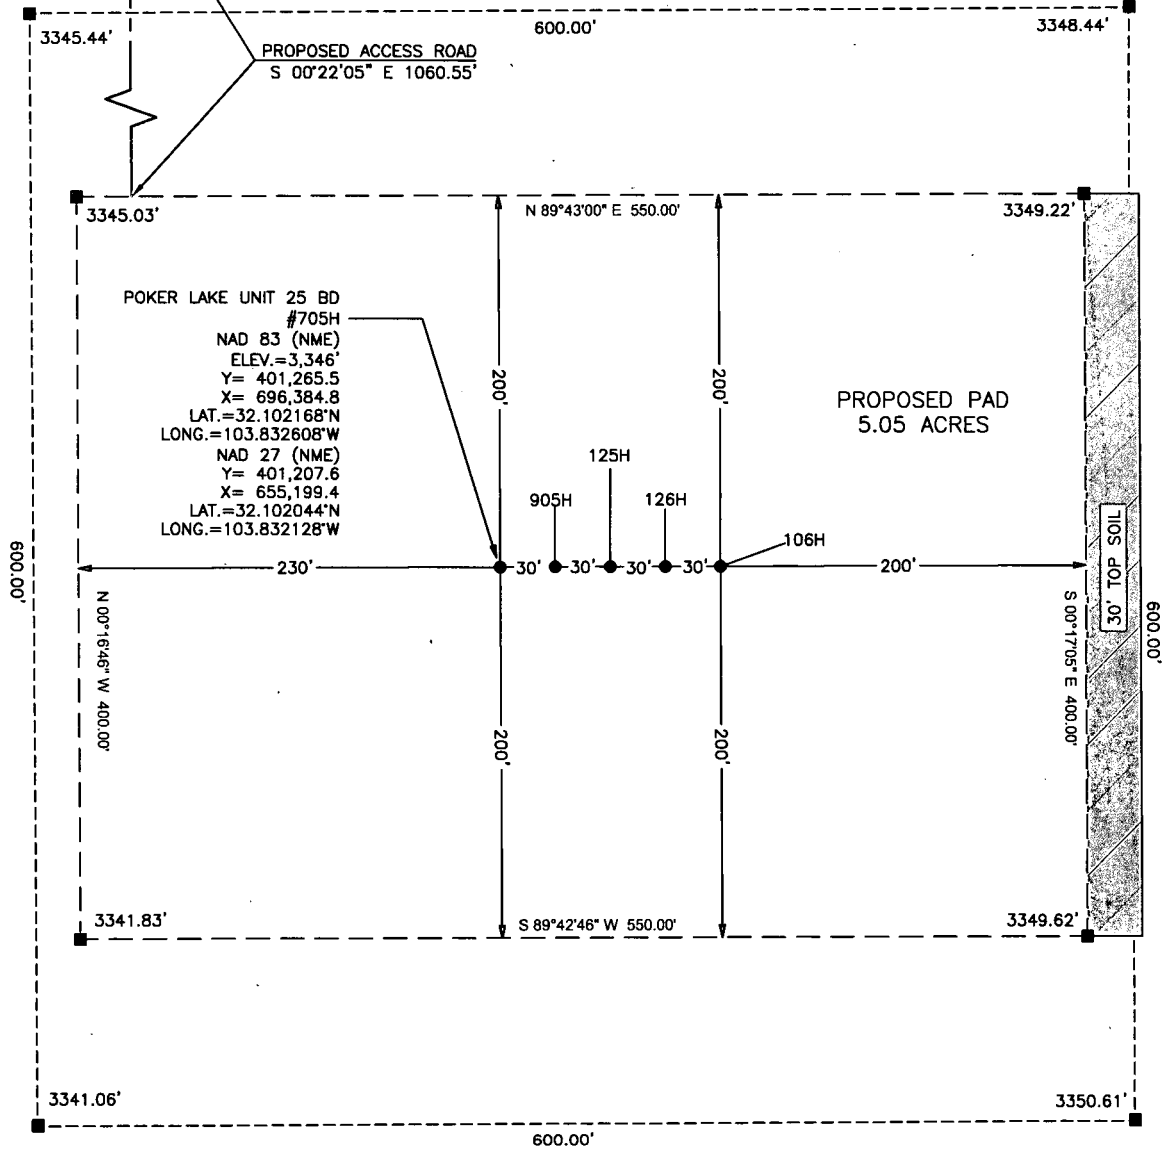 3345.44'
600.00'
3348.44'
PROPOSED ACCESS ROAD
S 00°22'05" E 1060.55'
3345.03'
N 89°43'00" E 550.00'
3349.22'
POKER LAKE UNIT 25 BD
#705H
NAD 83 (NME)
ELEV.=3,346'
Y= 401,265.5
X= 696,384.8
LAT.=32.102168°N
LONG.=103.832608°W
NAD 27 (NME)
Y= 401,207.6
X= 655,199.4
LAT.=32.102044°N
LONG.=103.832128°W
200'
200'
PROPOSED PAD
5.05 ACRES
125H
905H
126H
106H
230'
30'
30'
30'
30'
200'
600.00'
N 00°16'46" W 400.00'
S 00°17'05" E 400.00'
30' TOP SOIL
600.00'
200'
200'
3341.83'
S 89°42'46" W 550.00'
3349.62'
3341.06'
600.00'
3350.61'